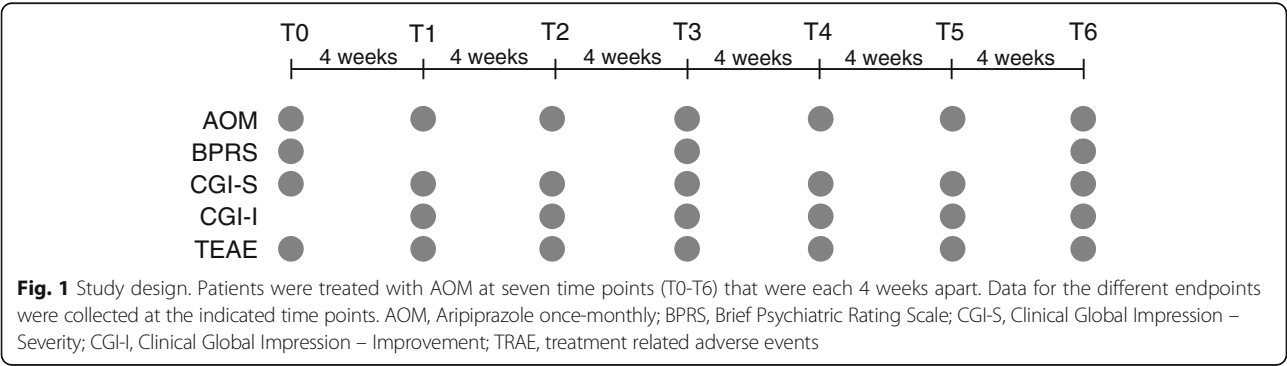 T0 T1 T2 T3 T4 T5 T6
4 weeks 4 weeks 4 weeks 4 weeks 4 weeks 4 weeks
AOM
BPRS
CGI-S
CGI-I
TEAE
Fig. 1 Study design. Patients were treated with AOM at seven time points (T0-T6) that were each 4 weeks apart. Data for the different endpoints
were collected at the indicated time points. AOM, Aripiprazole once-monthly; BPRS, Brief Psychiatric Rating Scale; CGI-S, Clinical Global Impression –
Severity; CGI-I, Clinical Global Impression – Improvement; TRAE, treatment related adverse events